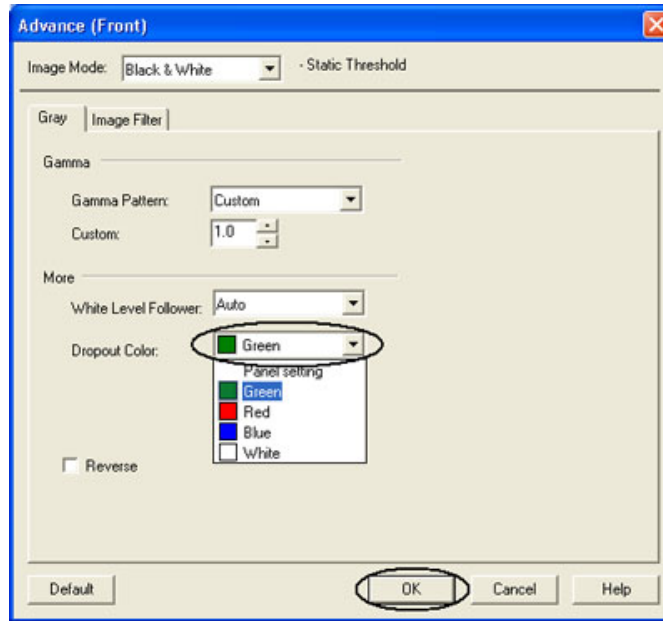 Advance (Front)
Image Mode: Black & White - Static Threshold
Gray Image Filter
Gamma
Gamma Pattern: Custom
Custom: 1.0
More
White Level Follower: Auto
Dropout Color: Green
Panel setting
Green
Red
Blue
White
Reverse
Default OK Cancel Help